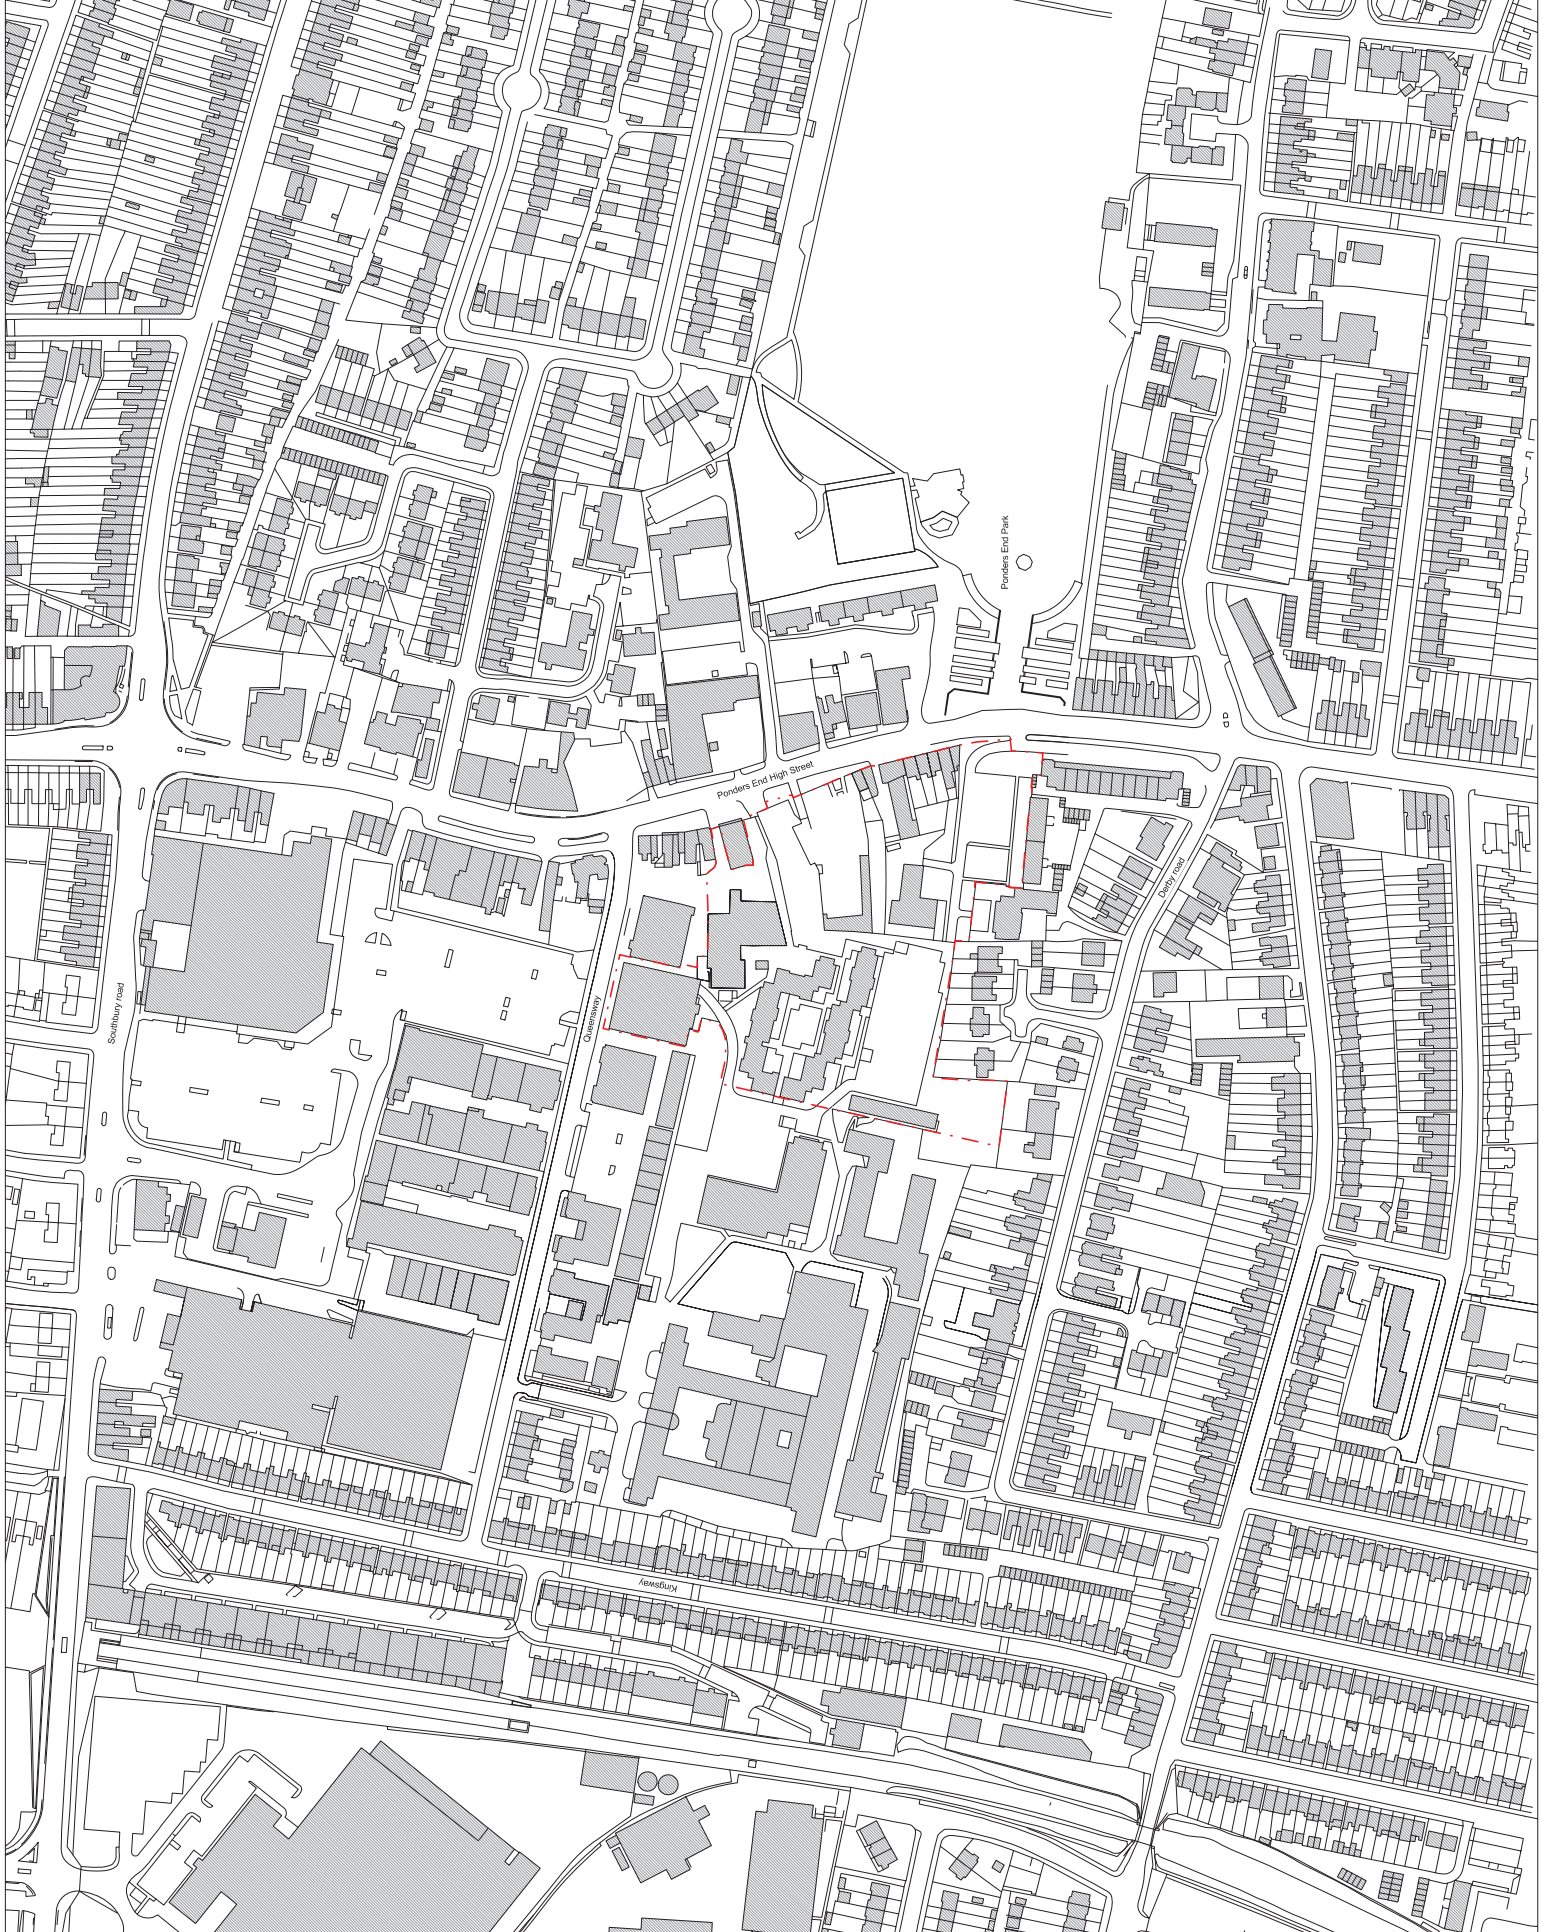 Ponders End Park
Ponders End High Street
Derby road
Southbury road
Queensway
Kingsway